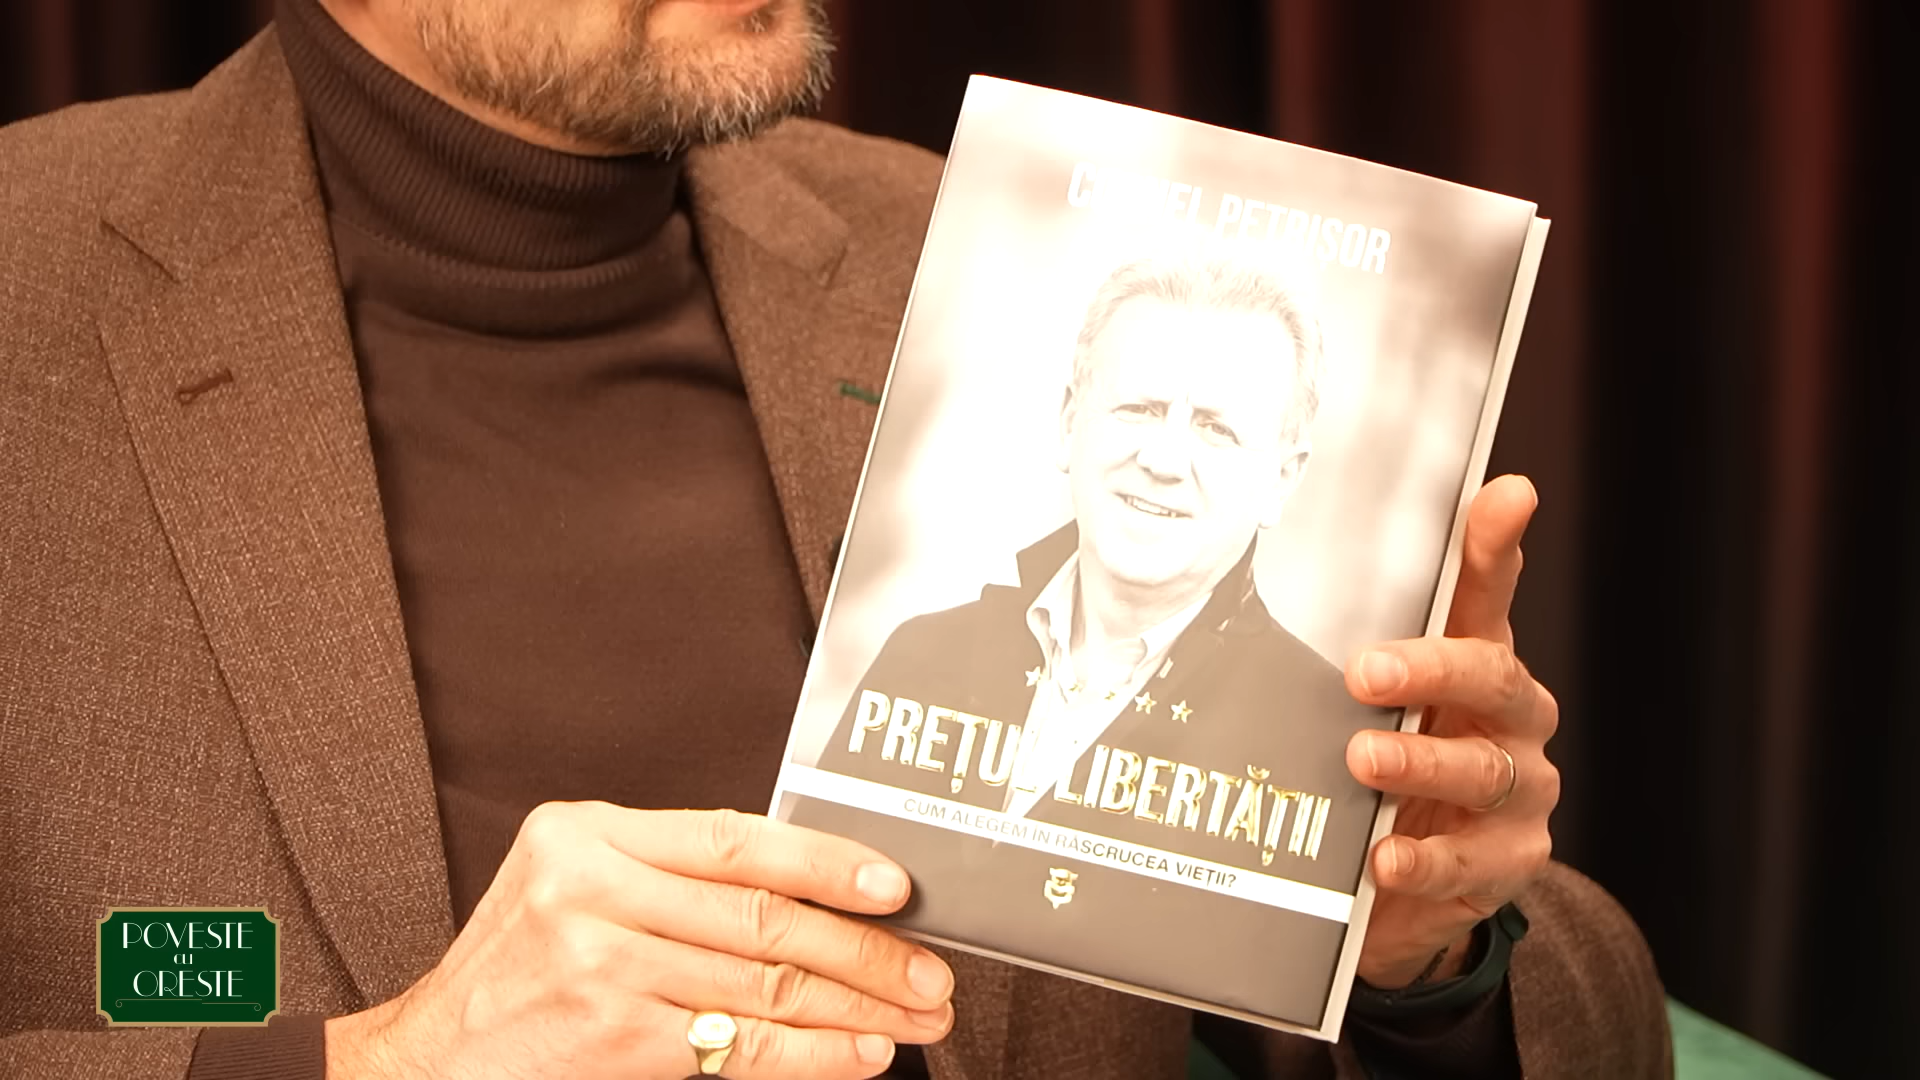 PETRISOR
PREȚUL LIBERTĂȚII
CUM ALEGEM ÎN RĂSCRUCEA VIEȚII?
POVESTE
CU
ORESTE